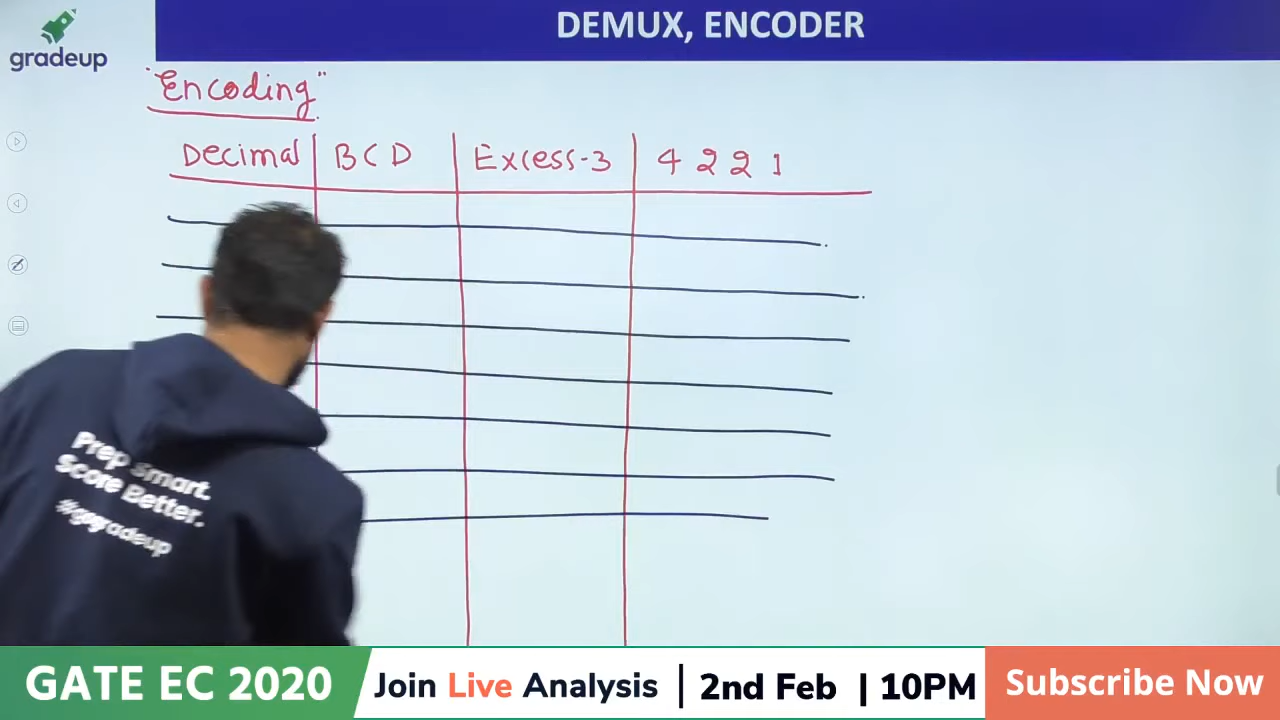 DEMUX, ENCODER
gradeup
"Encoding"
Decimal BCD Excess-3 4 2 2 1
Prep Smart.
Score Better.
#gogradeup
GATE EC 2020 Join Live Analysis | 2nd Feb | 10PM Subscribe Now